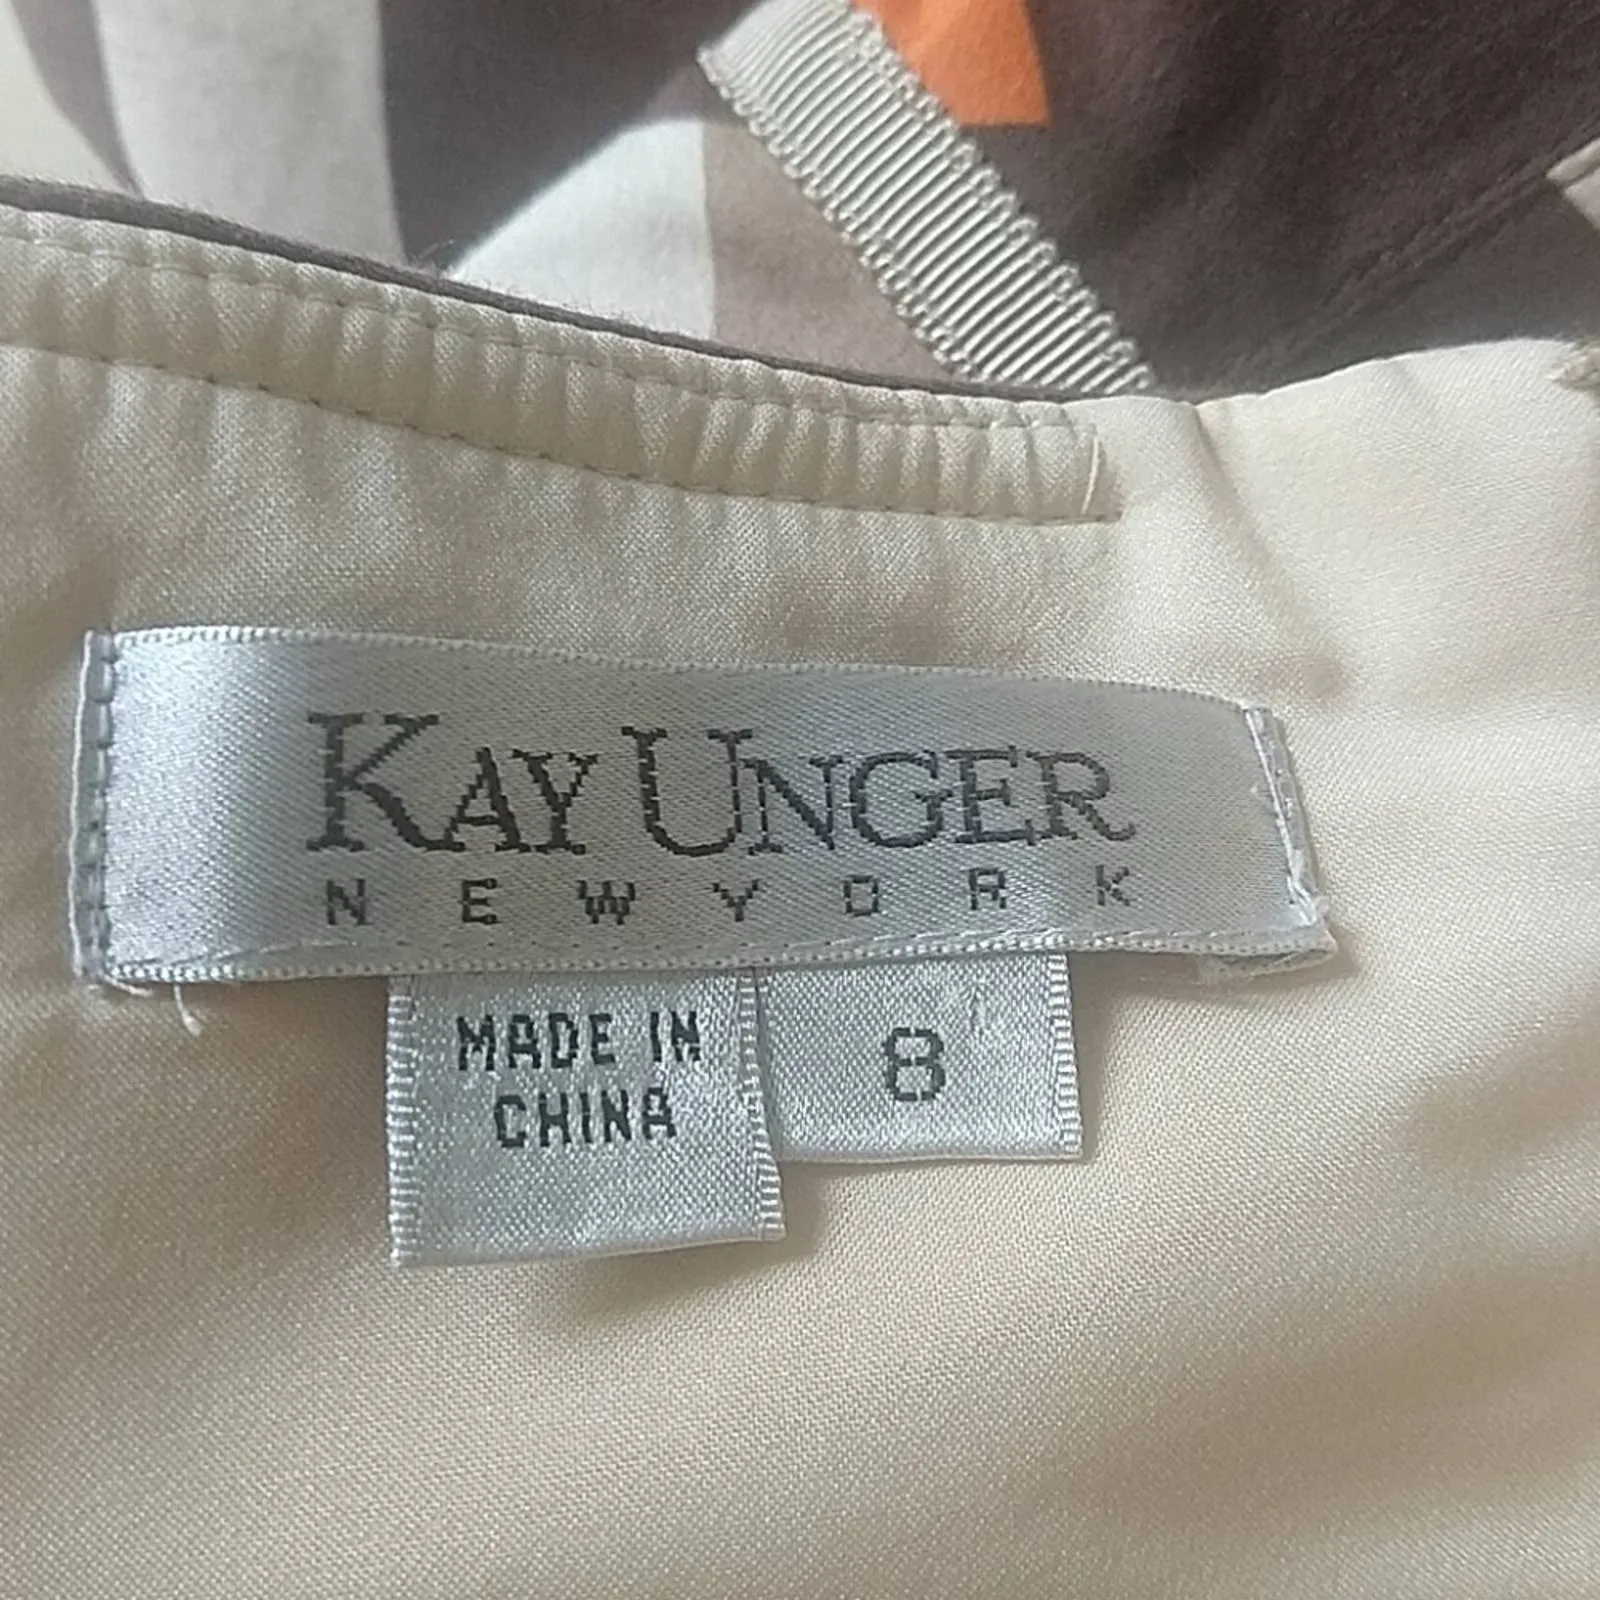 KAY UNGER
NEW YORK
MADE IN
CHINA
8